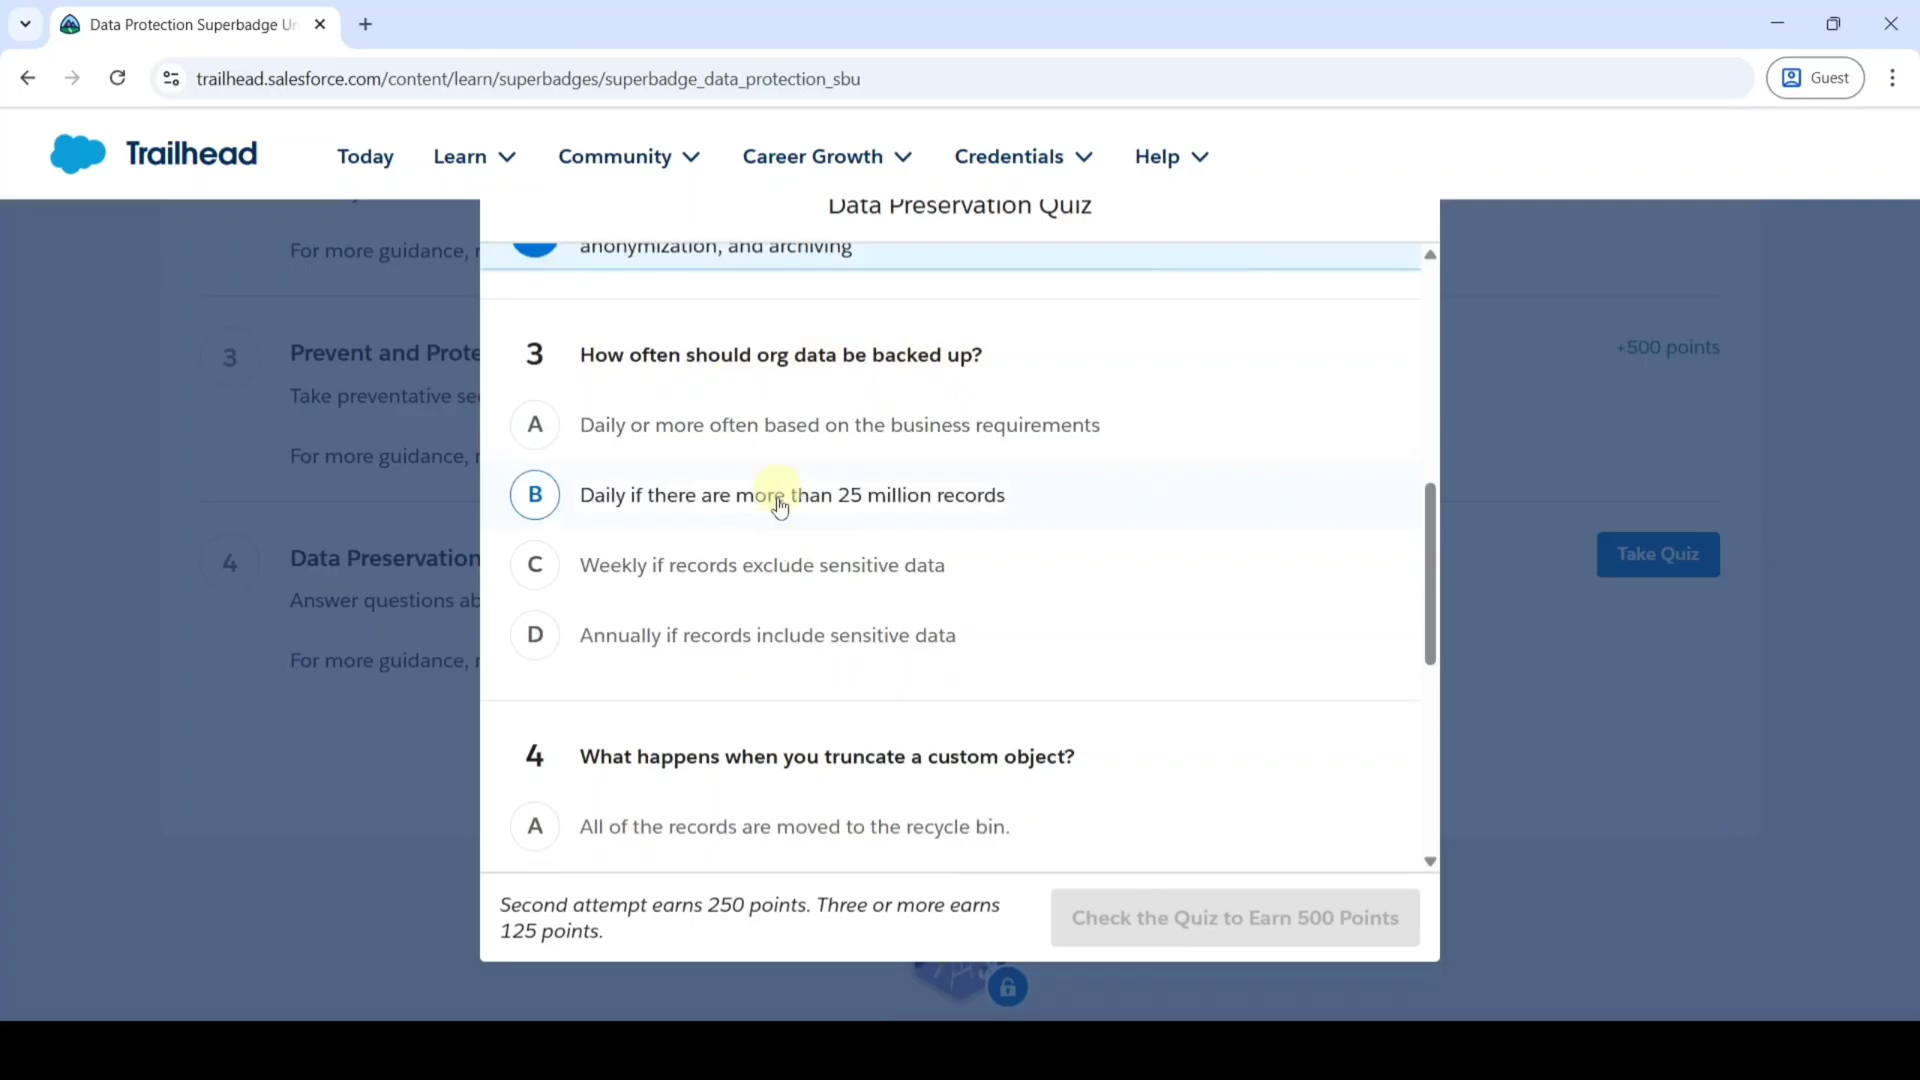 Data Protection Superbadge Un
trailhead.salesforce.com/content/learn/superbadges/superbadge_data_protection_sbu
Guest
Trailhead
Today
Learn
Community
Career Growth
Credentials
Help
Data Preservation Quiz
For more guidance, r
anonymization, and archiving
3
Prevent and Prote
+500 points
Take preventative se
For more guidance, r
3 How often should org data be backed up?
A Daily or more often based on the business requirements
B Daily if there are more than 25 million records
C Weekly if records exclude sensitive data
D Annually if records include sensitive data
4
Data Preservation
Take Quiz
Answer questions ab
For more guidance, r
4 What happens when you truncate a custom object?
A All of the records are moved to the recycle bin.
Second attempt earns 250 points. Three or more earns
125 points.
Check the Quiz to Earn 500 Points